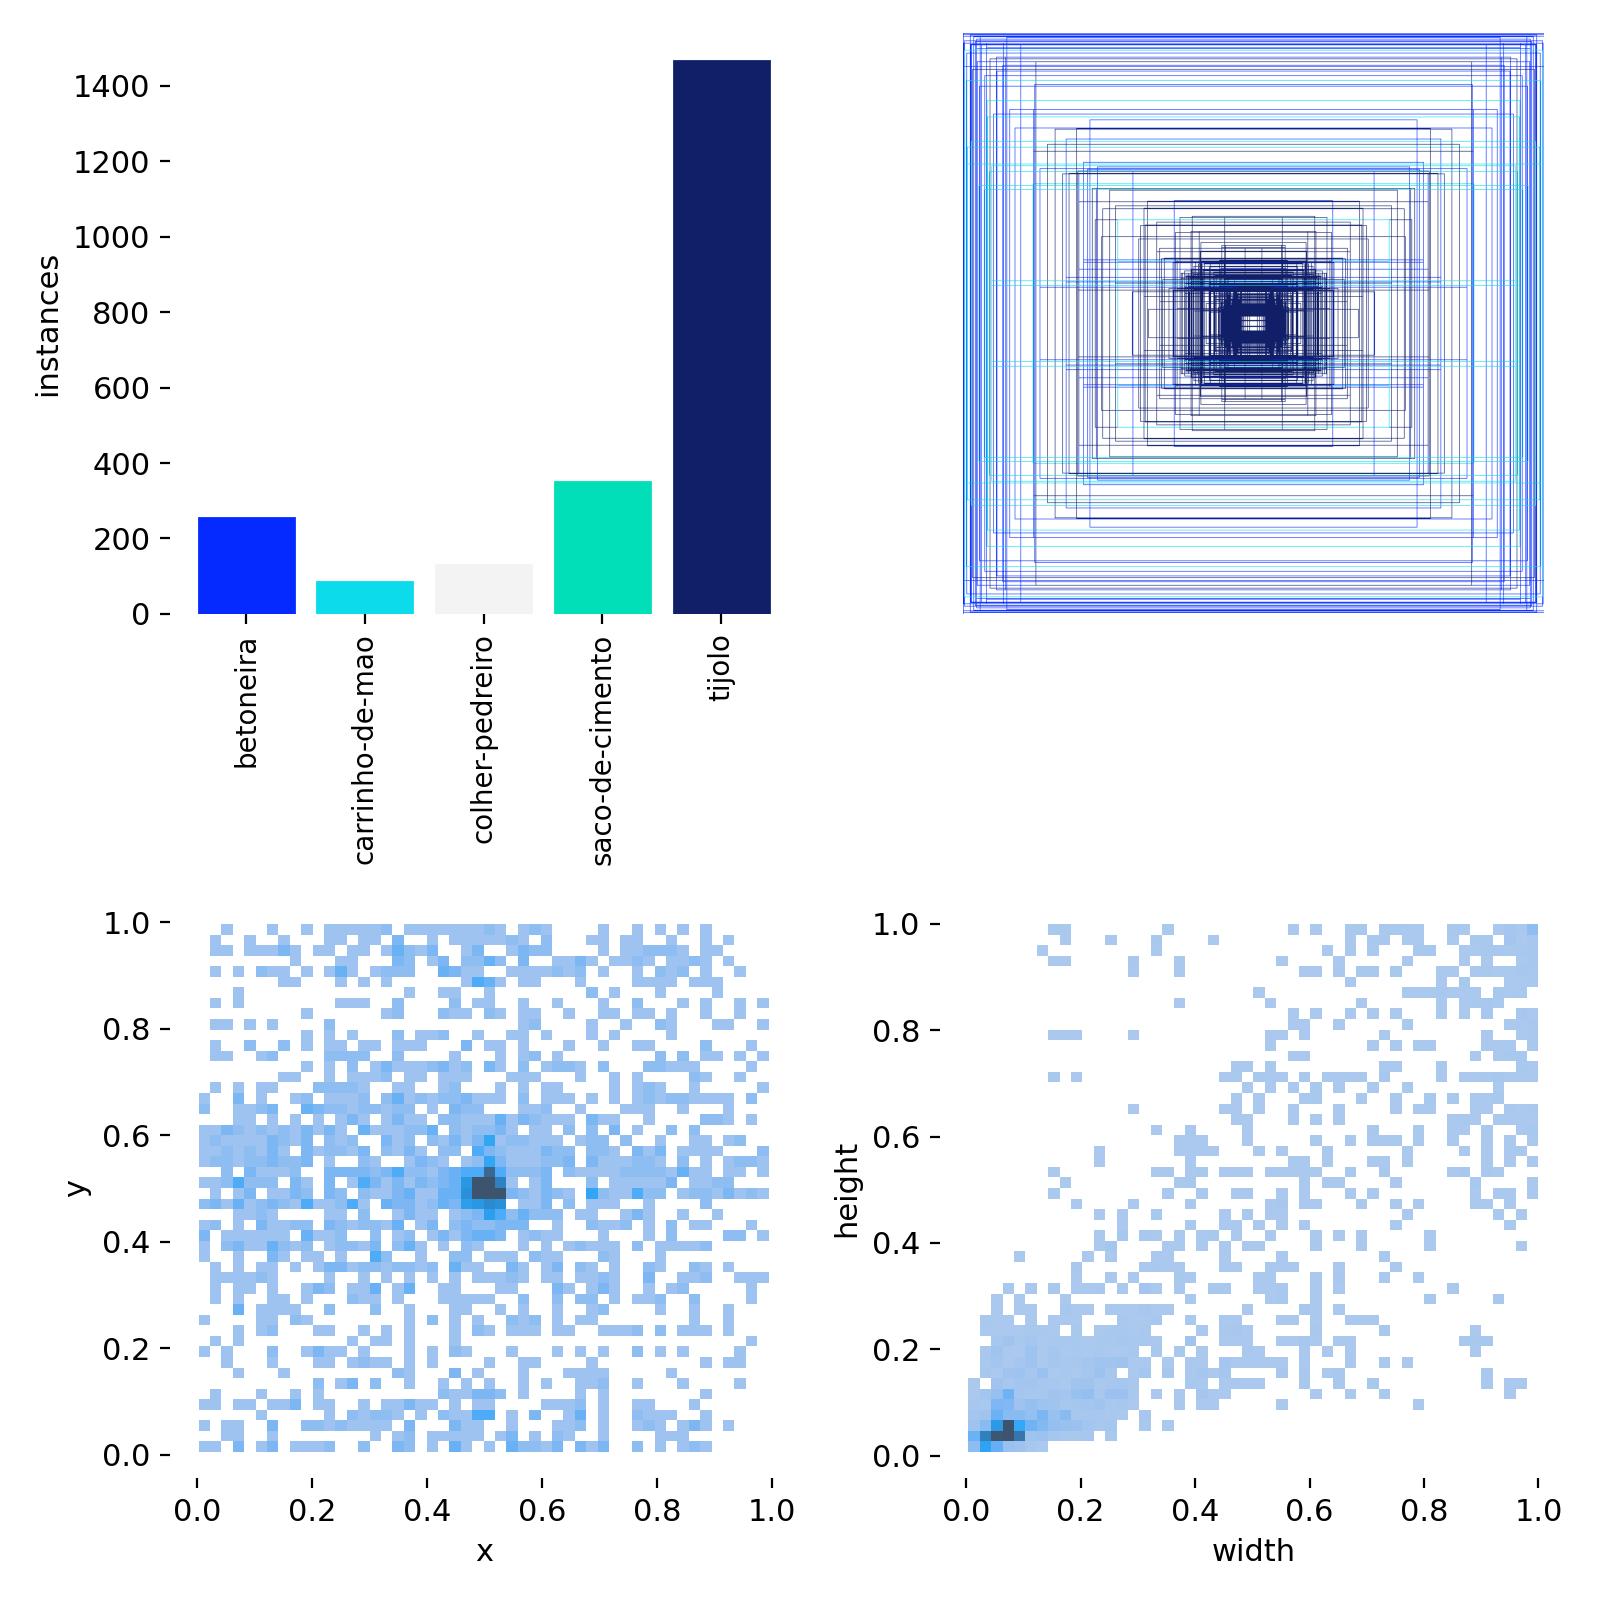 instances
1400
1200
1000
800
600
400
200
0
betoneira
carrinho-de-mao
colher-pedreiro
saco-de-cimento
tijolo
y
1.0
0.8
0.6
0.4
0.2
0.0
0.0 0.2 0.4 0.6 0.8 1.0
x
height
1.0
0.8
0.6
0.4
0.2
0.0
0.0 0.2 0.4 0.6 0.8 1.0
width